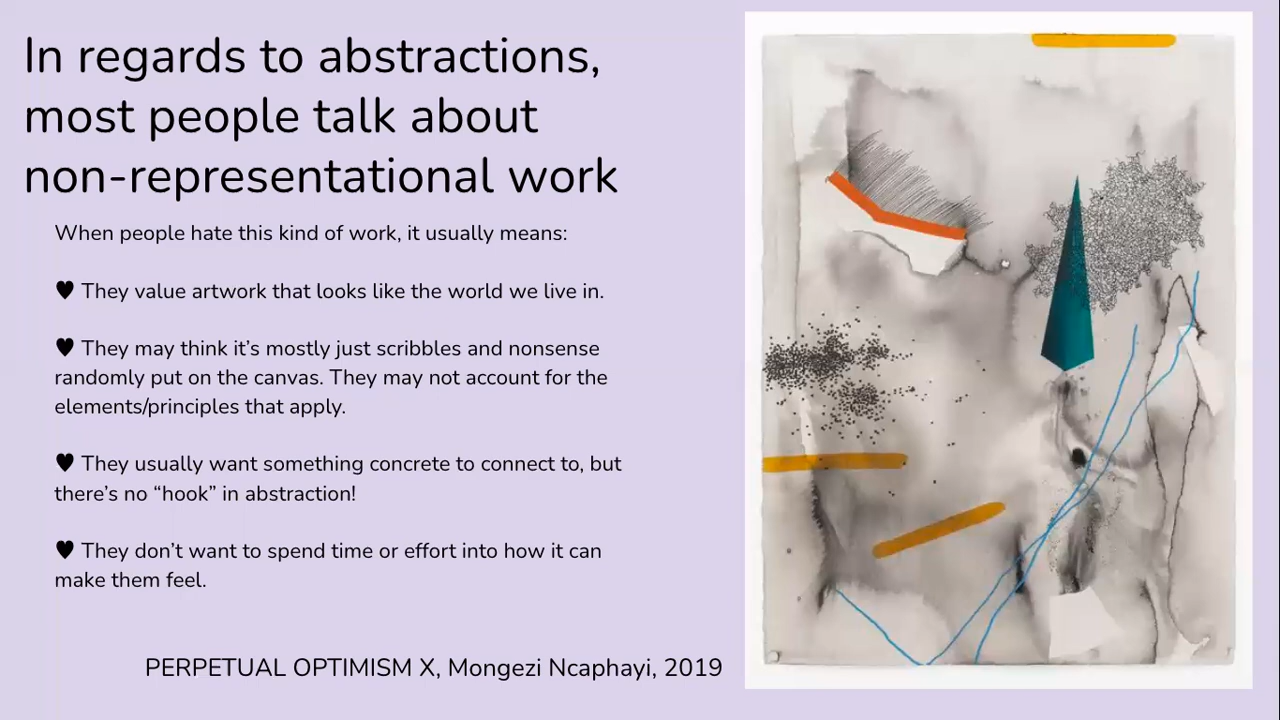 In regards to abstractions,
most people talk about
non-representational work
When people hate this kind of work, it usually means:
♥ They value artwork that looks like the world we live in.
♥ They may think it’s mostly just scribbles and nonsense
randomly put on the canvas. They may not account for the
elements/principles that apply.
♥ They usually want something concrete to connect to, but
there’s no “hook” in abstraction!
♥ They don’t want to spend time or effort into how it can
make them feel.
PERPETUAL OPTIMISM X, Mongezi Ncaphayi, 2019